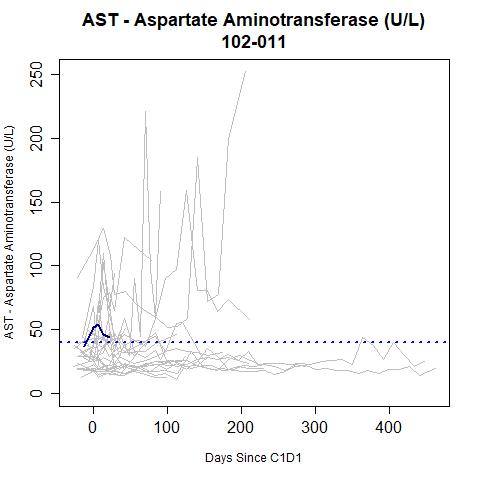 AST - Aspartate Aminotransferase (U/L)
102-011
AST - Aspartate Aminotransferase (U/L)
250
200
150
100
50
0
0 100 200 300 400
Days Since C1D1